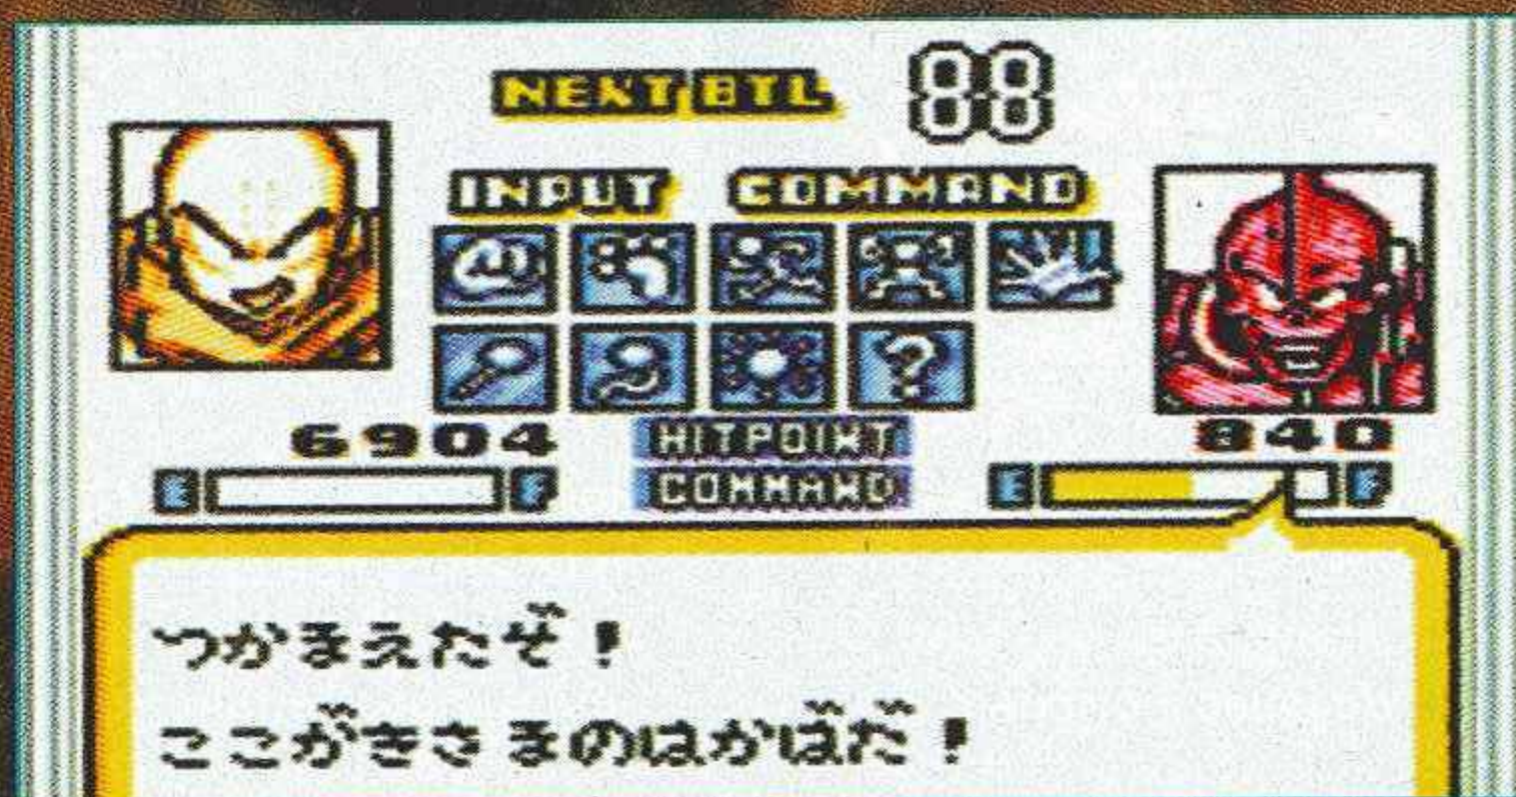 NEXT BTL 88
INPUT COMMAND
?
6904 HITPOINT 840
E F COMMAND E F
つかまえたぞ!
ここがきさまのはかばだ!